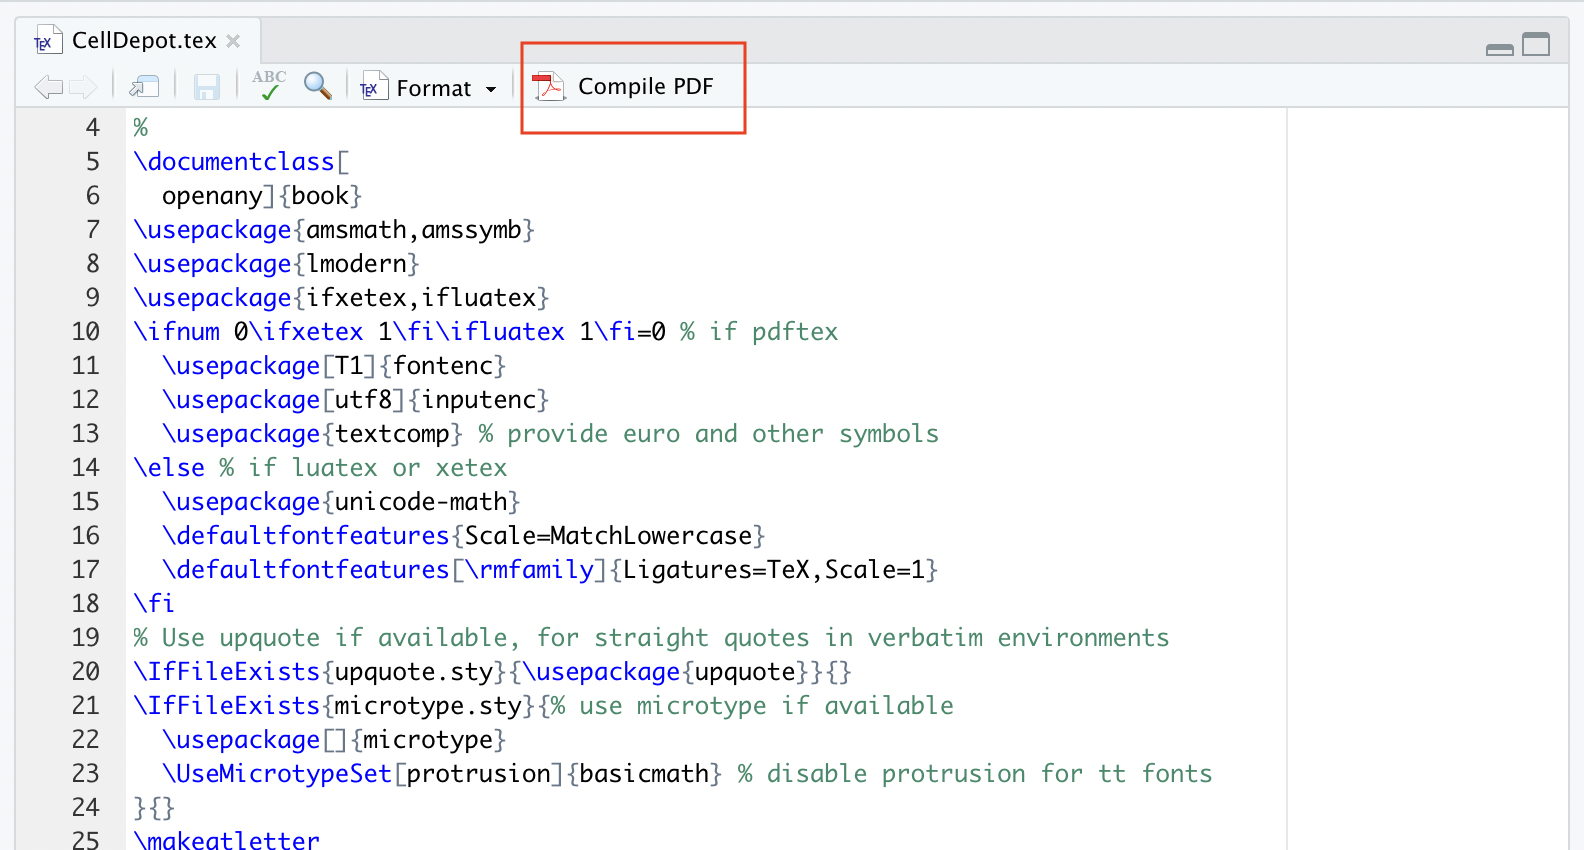 TEX CellDepot.tex ×
ABC TEX Format Compile PDF
4 %
5 \documentclass[
6   openany]{book}
7 \usepackage{amsmath,amssymb}
8 \usepackage{lmodern}
9 \usepackage{ifxetex,ifluatex}
10 \ifnum 0\ifxetex 1\fi\ifluatex 1\fi=0 % if pdftex
11   \usepackage[T1]{fontenc}
12   \usepackage[utf8]{inputenc}
13   \usepackage{textcomp} % provide euro and other symbols
14 \else % if luatex or xetex
15   \usepackage{unicode-math}
16   \defaultfontfeatures{Scale=MatchLowercase}
17   \defaultfontfeatures[\rmfamily]{Ligatures=TeX,Scale=1}
18 \fi
19 % Use upquote if available, for straight quotes in verbatim environments
20 \IfFileExists{upquote.sty}{\usepackage{upquote}}{}
21 \IfFileExists{microtype.sty}{% use microtype if available
22   \usepackage[]{microtype}
23   \UseMicrotypeSet[protrusion]{basicmath} % disable protrusion for tt fonts
24 }{}
25 \makeatletter